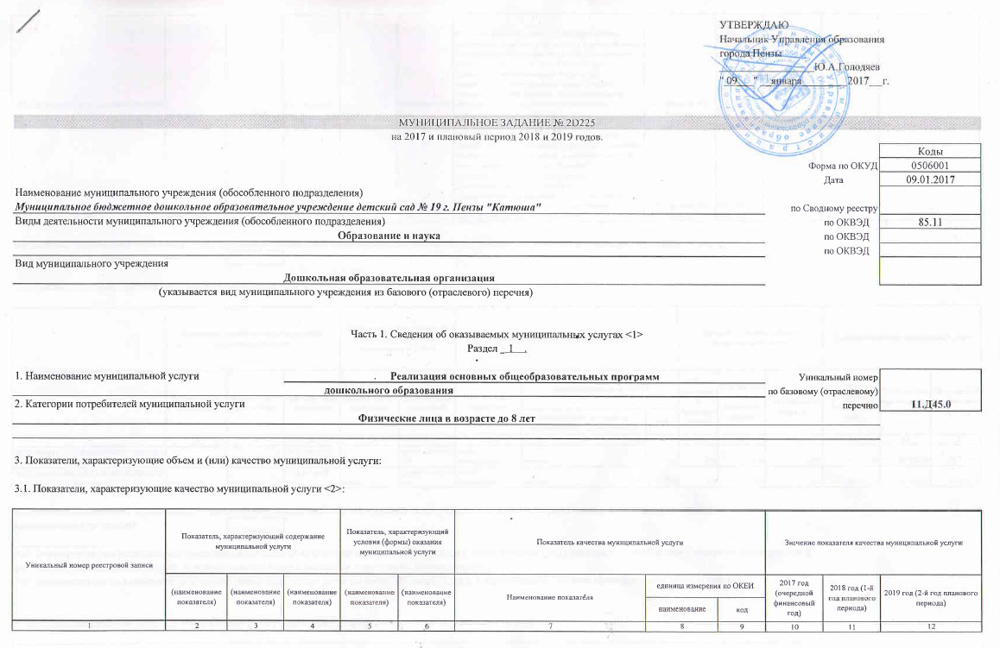 УТВЕРЖДАЮ
Начальник Управления образования
города Пензы
Ю.А.Голодяев
" 09 " января 2017 г.
МУНИЦИПАЛЬНОЕ ЗАДАНИЕ № 2D225
на 2017 и плановый период 2018 и 2019 годов.
Коды
Форма по ОКУД 0506001
Дата 09.01.2017
Наименование муниципального учреждения (обособленного подразделения)
Муниципальное бюджетное дошкольное образовательное учреждение детский сад № 19 г. Пензы "Катюша"
по Сводному реестру
Виды деятельности муниципального учреждения (обособленного подразделения)
по ОКВЭД 85.11
Образование и наука
по ОКВЭД
по ОКВЭД
Вид муниципального учреждения
Дошкольная образовательная организация
(указывается вид муниципального учреждения из базового (отраслевого) перечня)
Часть 1. Сведения об оказываемых муниципальных услугах <1>
Раздел 1 .
1. Наименование муниципальной услуги Реализация основных общеобразовательных программ
дошкольного образования
Уникальный номер
по базовому (отраслевому)
перечню 11.Д45.0
2. Категории потребителей муниципальной услуги
Физические лица в возрасте до 8 лет
3. Показатели, характеризующие объем и (или) качество муниципальной услуги:
3.1. Показатели, характеризующие качество муниципальной услуги <2>:
Уникальный номер реестровой записи
Показатель, характеризующий содержание
муниципальной услуги
Показатель, характеризующий
условия (формы) оказания
муниципальной услуги
Показатель качества муниципальной услуги
Значение показателя качества муниципальной услуги
(наименование
показателя)
(наименование
показателя)
(наименование
показателя)
(наименование
показателя)
(наименование
показателя)
Наименование показателя
единица измерения по ОКЕИ
наименование
код
2017 год
(очередной
финансовый
год)
2018 год (1-й
год планового
периода)
2019 год (2-й год планового
периода)
1 2 3 4 5 6 7 8 9 10 11 12